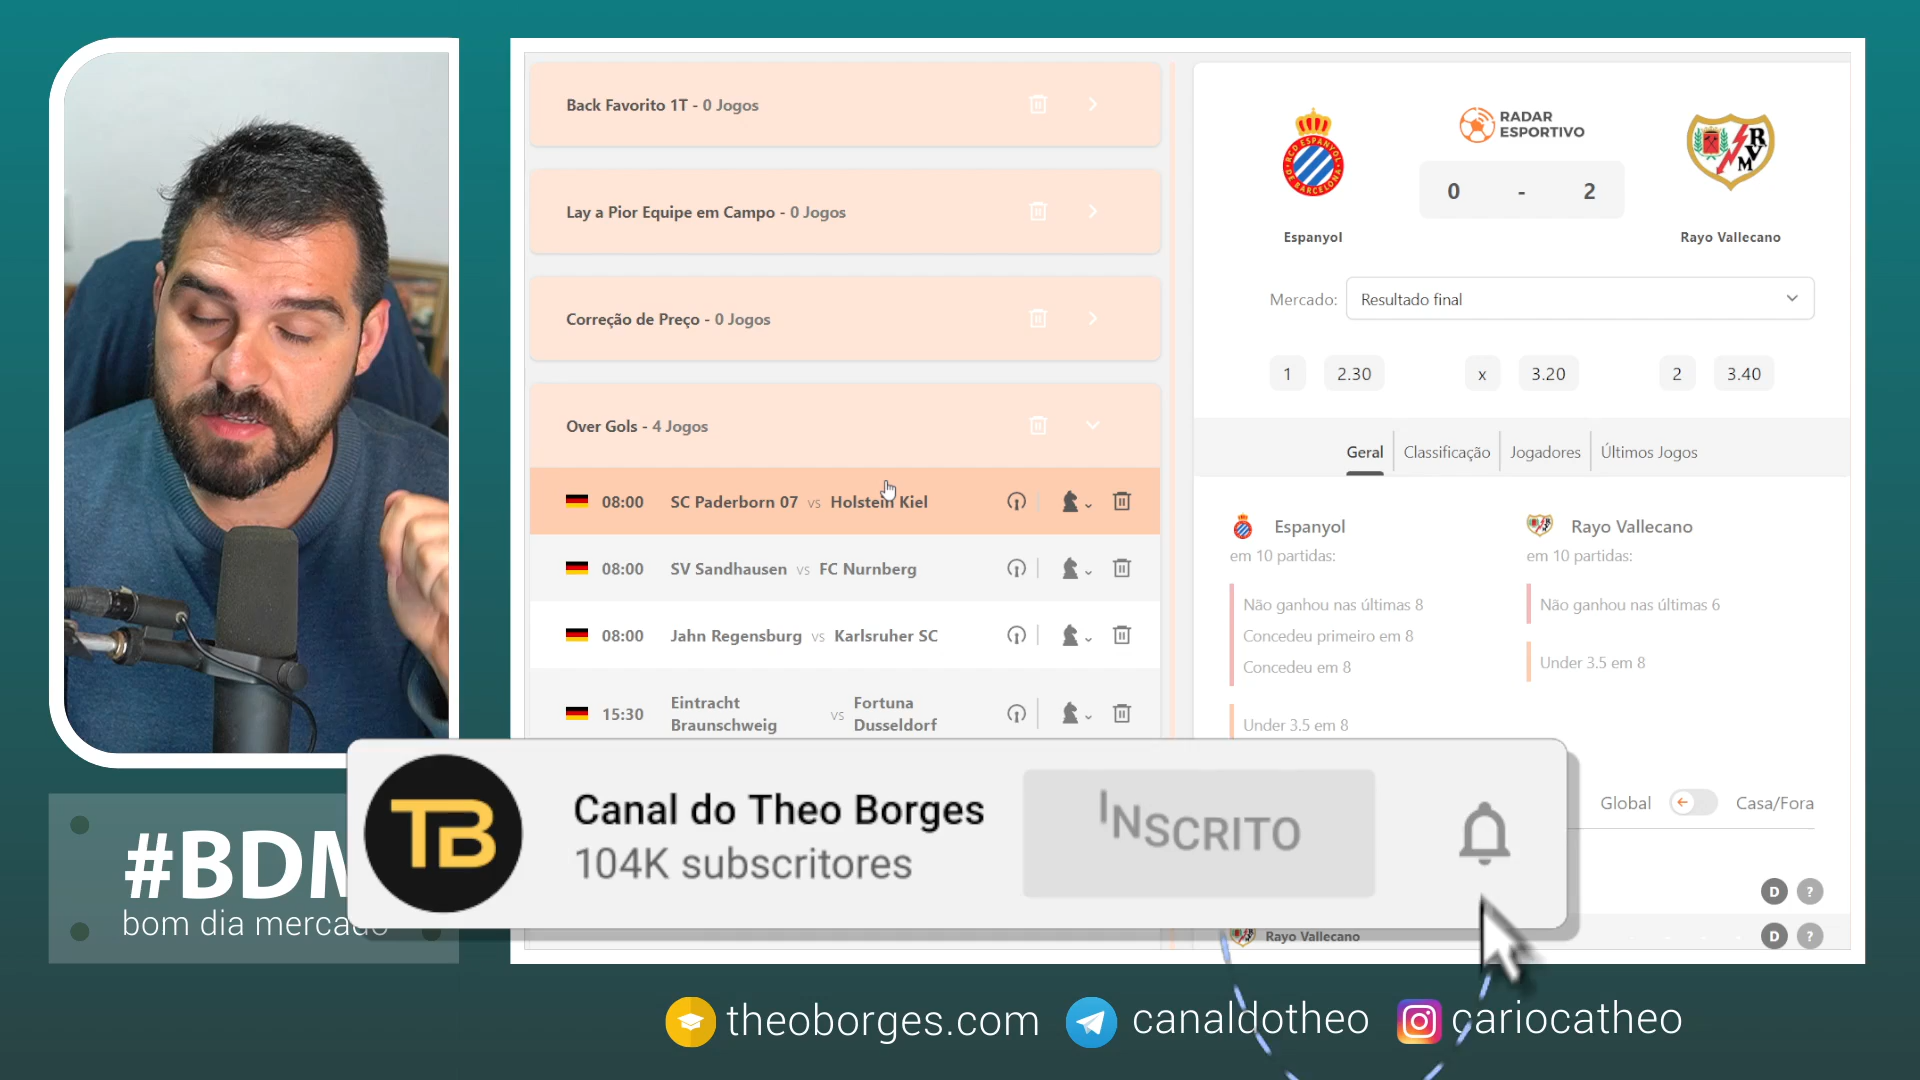 Back Favorito 1T - 0 Jogos
Lay a Pior Equipe em Campo - 0 Jogos
Correção de Preço - 0 Jogos
Over Gols - 4 Jogos
08:00 SC Paderborn 07 vs Holstein Kiel
08:00 SV Sandhausen vs FC Nurnberg
08:00 Jahn Regensburg vs Karlsruher SC
15:30 Eintracht Braunschweig vs Fortuna Dusseldorf
RCD ESPANYOL DE BARCELONA
RADAR ESPORTIVO
RVM
0 - 2
Espanyol
Rayo Vallecano
Mercado: Resultado final
1 2.30 x 3.20 2 3.40
Geral Classificação Jogadores Últimos Jogos
Espanyol
em 10 partidas:
Não ganhou nas últimas 8
Concedeu primeiro em 8
Concedeu em 8
Under 3.5 em 8
Rayo Vallecano
em 10 partidas:
Não ganhou nas últimas 6
Under 3.5 em 8
Global Casa/Fora
D ?
Rayo Vallecano D ?
TB
Canal do Theo Borges
104K subscritores
INSCRITO
#BDM
bom dia mercado
theoborges.com canaldotheo cariocatheo